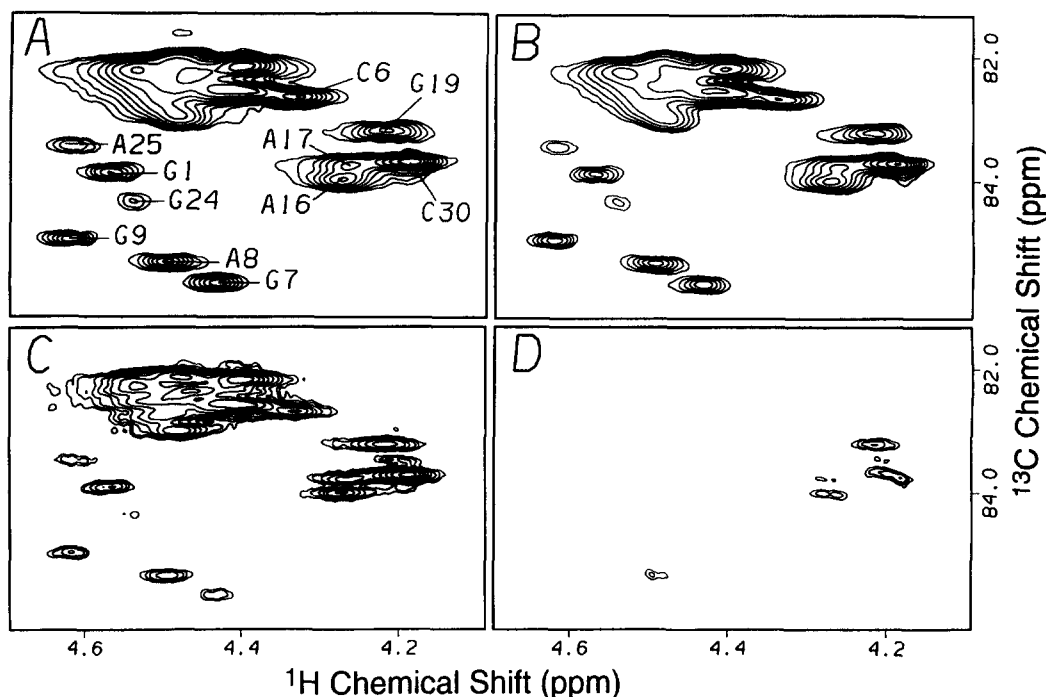 A
B
C6
G19
A17
A25
G1
G24
A16
C30
G9
A8
G7
82.0
84.0
C
D
82.0
84.0
13C Chemical Shift (ppm)
4.6
4.4
4.2
4.6
4.4
4.2
1H Chemical Shift (ppm)